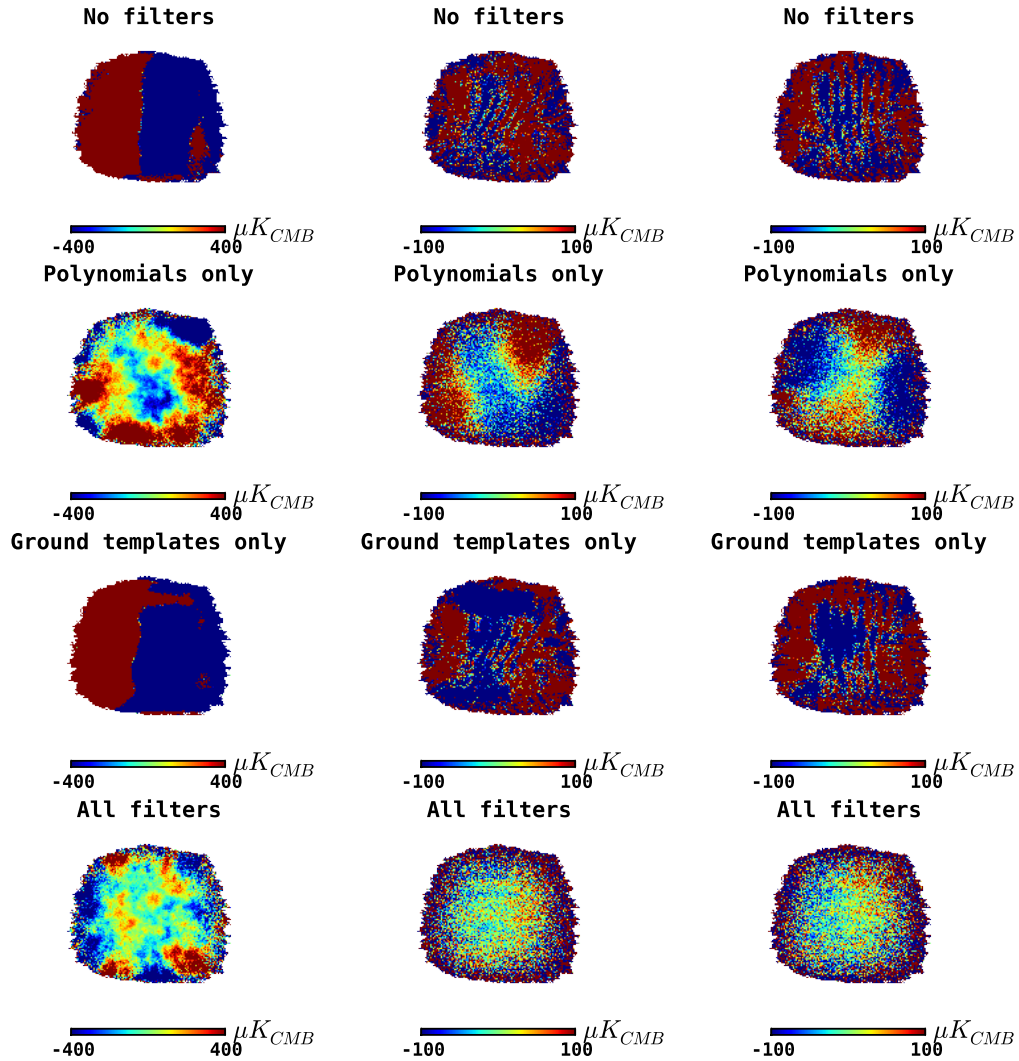 No filters No filters No filters
μK_CMB μK_CMB μK_CMB
-400 400 -100 100 -100 100
Polynomials only Polynomials only Polynomials only
μK_CMB μK_CMB μK_CMB
-400 400 -100 100 -100 100
Ground templates only Ground templates only Ground templates only
μK_CMB μK_CMB μK_CMB
-400 400 -100 100 -100 100
All filters All filters All filters
μK_CMB μK_CMB μK_CMB
-400 400 -100 100 -100 100